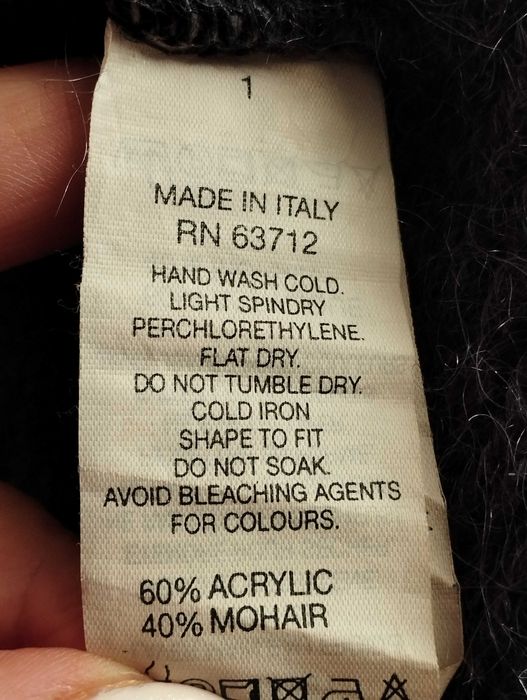 1
MADE IN ITALY
RN 63712
HAND WASH COLD.
LIGHT SPINDRY
PERCHLORETHYLENE.
FLAT DRY.
DO NOT TUMBLE DRY.
COLD IRON
SHAPE TO FIT
DO NOT SOAK.
AVOID BLEACHING AGENTS
FOR COLOURS.
60% ACRYLIC
40% MOHAIR